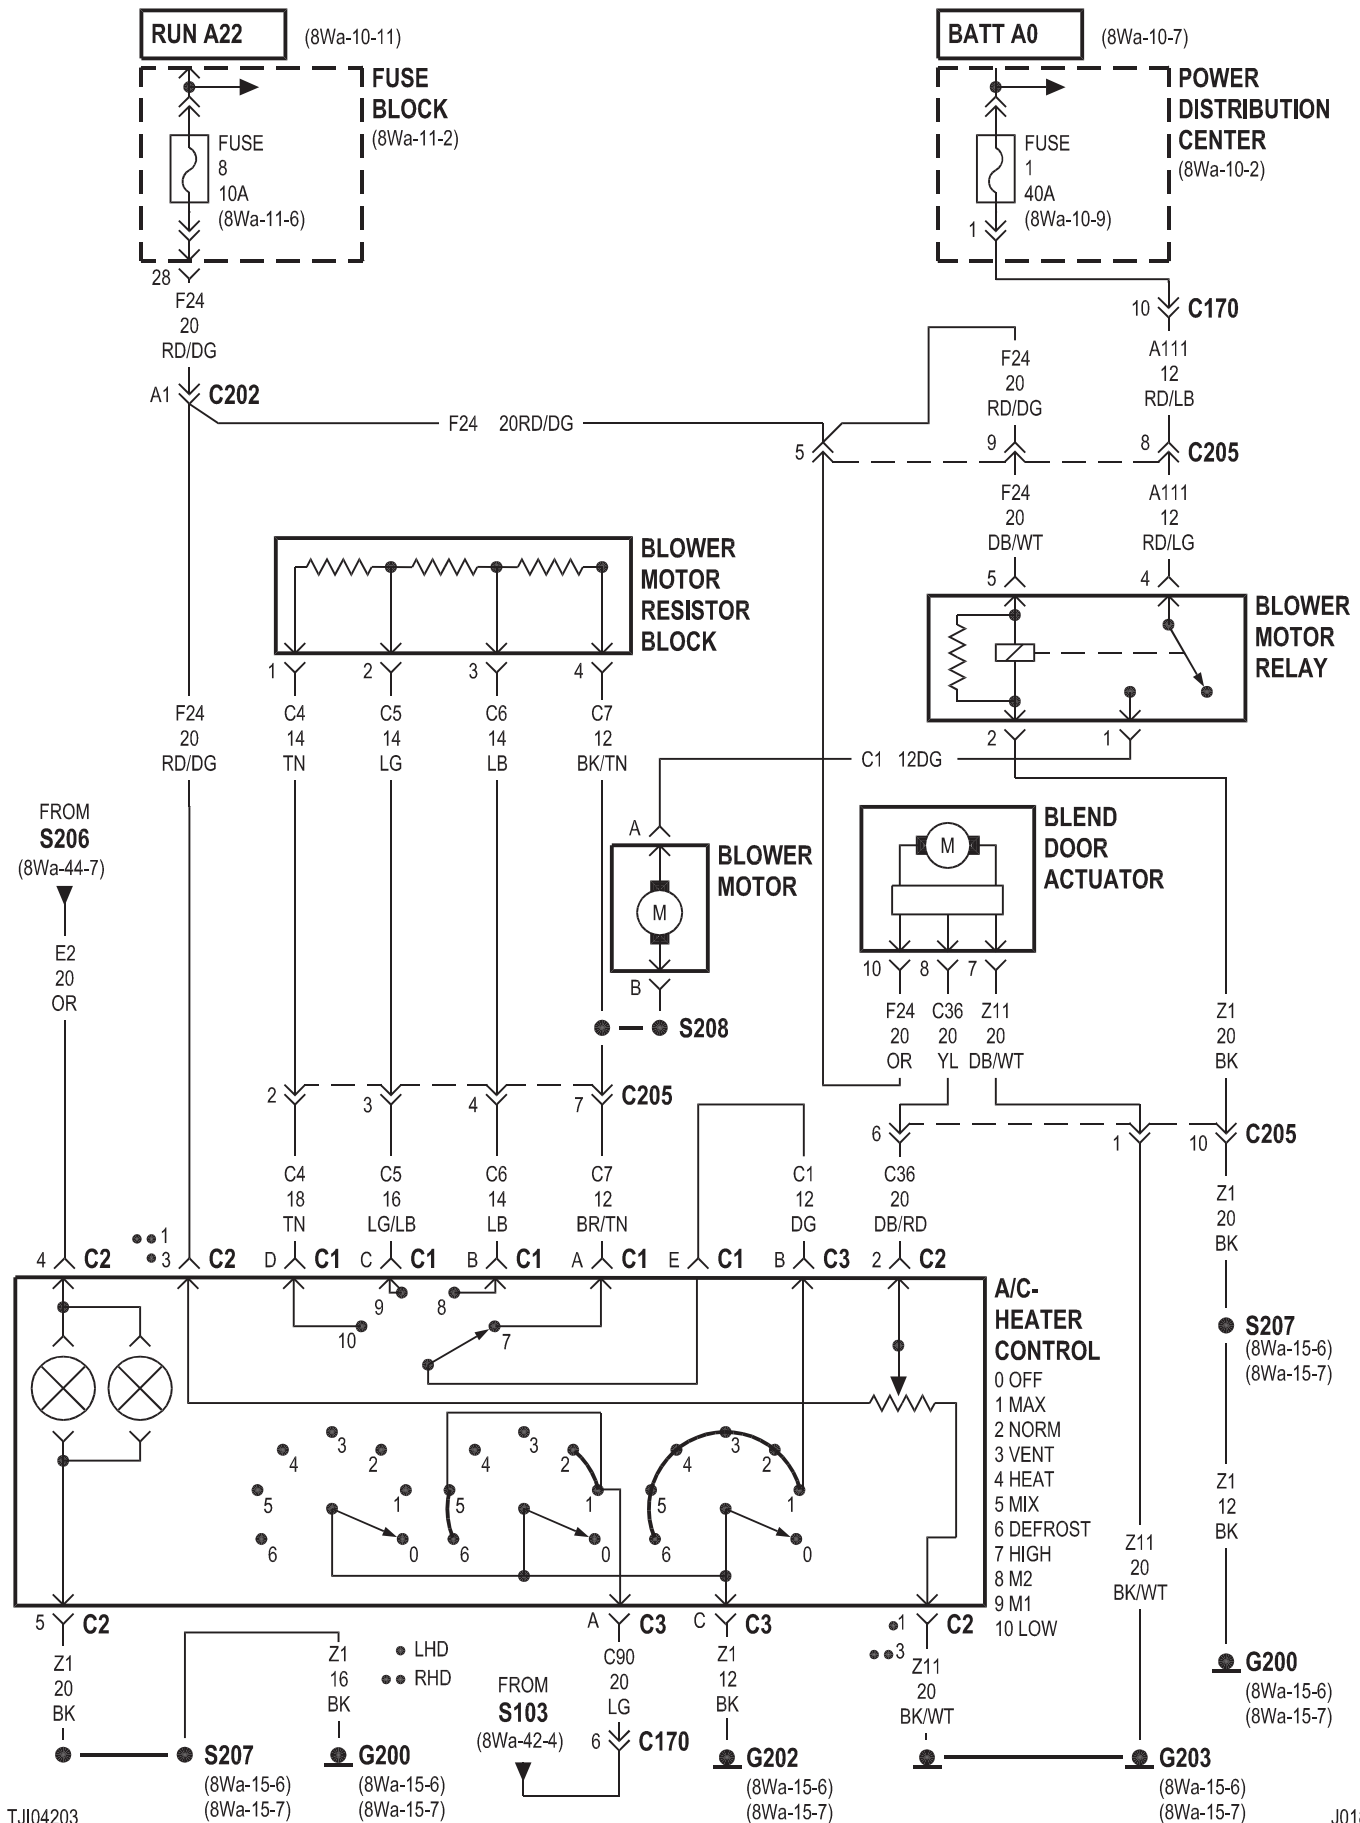 RUN A22
(8Wa-10-11)
BATT A0
(8Wa-10-7)
FUSE
BLOCK
(8Wa-11-2)
FUSE
8
10A
(8Wa-11-6)
28
F24
20
RD/DG
A1
C202
POWER
DISTRIBUTION
CENTER
(8Wa-10-2)
FUSE
1
40A
(8Wa-10-9)
1
10
C170
A111
12
RD/LB
F24
20
RD/DG
F24 20RD/DG
5
9
8
C205
F24
20
DB/WT
A111
12
RD/LG
5
4
BLOWER
MOTOR
RESISTOR
BLOCK
1
2
3
4
BLOWER
MOTOR
RELAY
2
1
F24
20
RD/DG
C4
14
TN
C5
14
LG
C6
14
LB
C7
12
BK/TN
C1 12DG
FROM
S206
(8Wa-44-7)
E2
20
OR
A
BLOWER
MOTOR
M
B
S208
BLEND
DOOR
ACTUATOR
M
10
8
7
F24
20
OR
C36
20
YL
Z11
20
DB/WT
Z1
20
BK
2
3
4
7
C205
6
1
10
C205
C4
18
TN
C5
16
LG/LB
C6
14
LB
C7
12
BR/TN
C1
12
DG
C36
20
DB/RD
Z1
20
BK
4
C2
1
3
C2
D
C1
C
C1
B
C1
A
C1
E
C1
B
C3
2
C2
A/C-
HEATER
CONTROL
0 OFF
1 MAX
2 NORM
3 VENT
4 HEAT
5 MIX
6 DEFROST
7 HIGH
8 M2
9 M1
10 LOW
9
8
10
7
3
4
2
5
1
6
0
3
4
2
5
1
6
0
3
4
2
5
1
6
0
S207
(8Wa-15-6)
(8Wa-15-7)
Z1
12
BK
Z11
20
BK/WT
5
C2
A
C3
C
C3
1
3
C2
Z1
20
BK
Z1
16
BK
LHD
RHD
FROM
S103
(8Wa-42-4)
C90
20
LG
6
C170
Z1
12
BK
Z11
20
BK/WT
G200
(8Wa-15-6)
(8Wa-15-7)
S207
(8Wa-15-6)
(8Wa-15-7)
G200
(8Wa-15-6)
(8Wa-15-7)
G202
(8Wa-15-6)
(8Wa-15-7)
G203
(8Wa-15-6)
(8Wa-15-7)
TJI04203